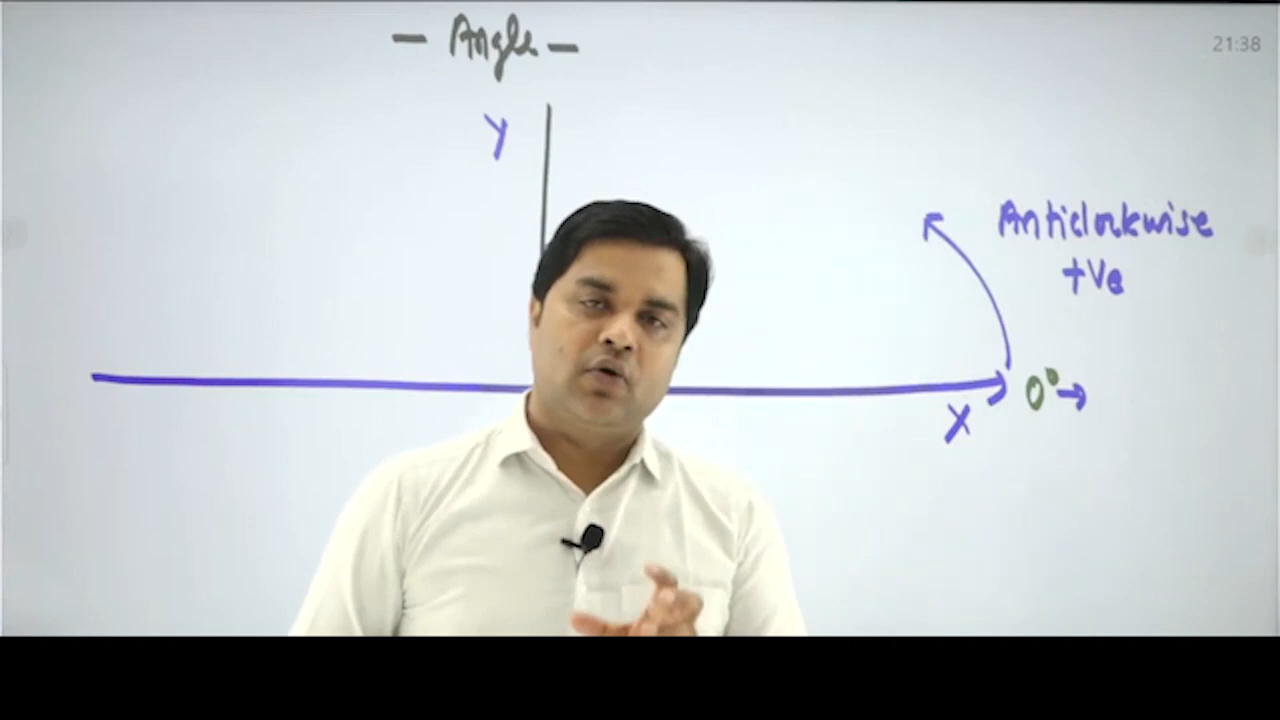 — Angle —
21:38
Y
Anticlockwise
+Ve
X
0° →